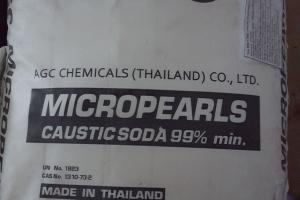 AGC CHEMICALS (THAILAND) CO., LTD.
MICROPEARLS
CAUSTIC SODA 99% min.
UN No. 1823
CAS No. 1310-73-2
MADE IN THAILAND